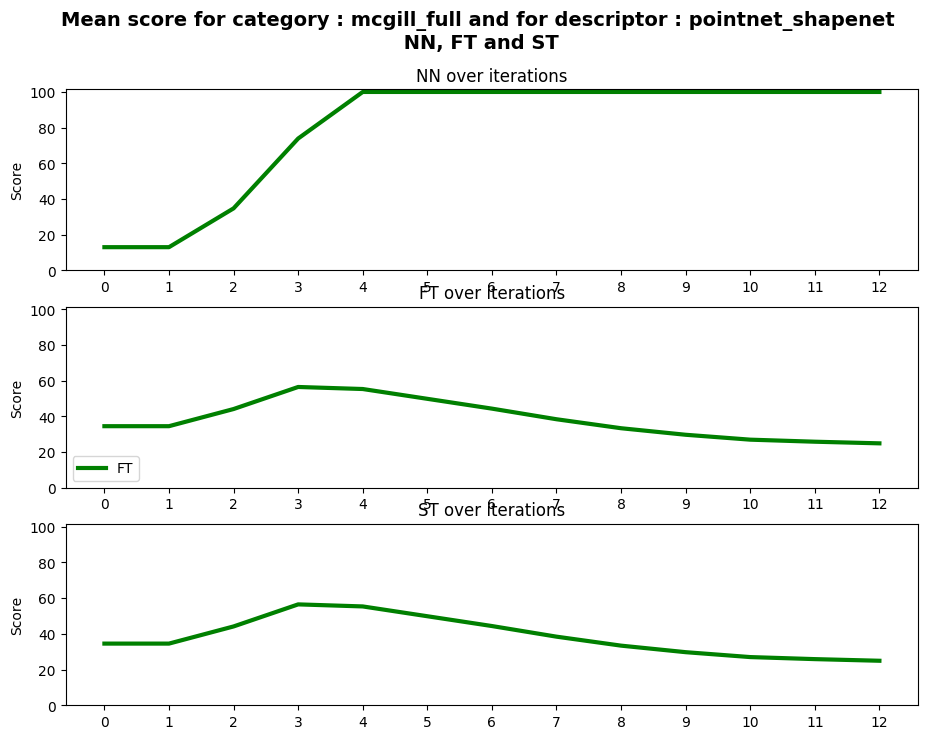 Mean score for category : mcgill_full and for descriptor : pointnet_shapenet
NN, FT and ST
NN over iterations
100
80
60
40
20
0
Score
0 1 2 3 4 5 6 7 8 9 10 11 12
FT over iterations
100
80
60
40
20
0
Score
FT
0 1 2 3 4 5 6 7 8 9 10 11 12
ST over iterations
100
80
60
40
20
0
Score
0 1 2 3 4 5 6 7 8 9 10 11 12